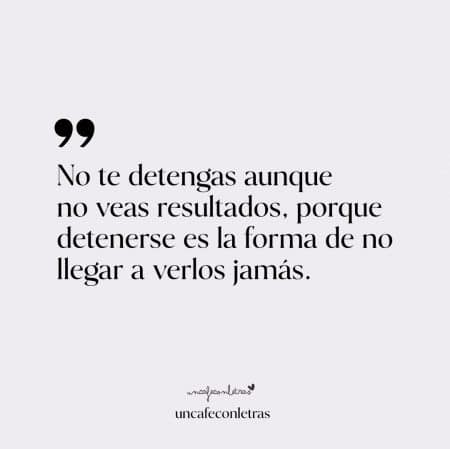 ”
No te detengas aunque
no veas resultados, porque
detenerse es la forma de no
llegar a verlos jamás.
uncafeconletras
uncafeconletras